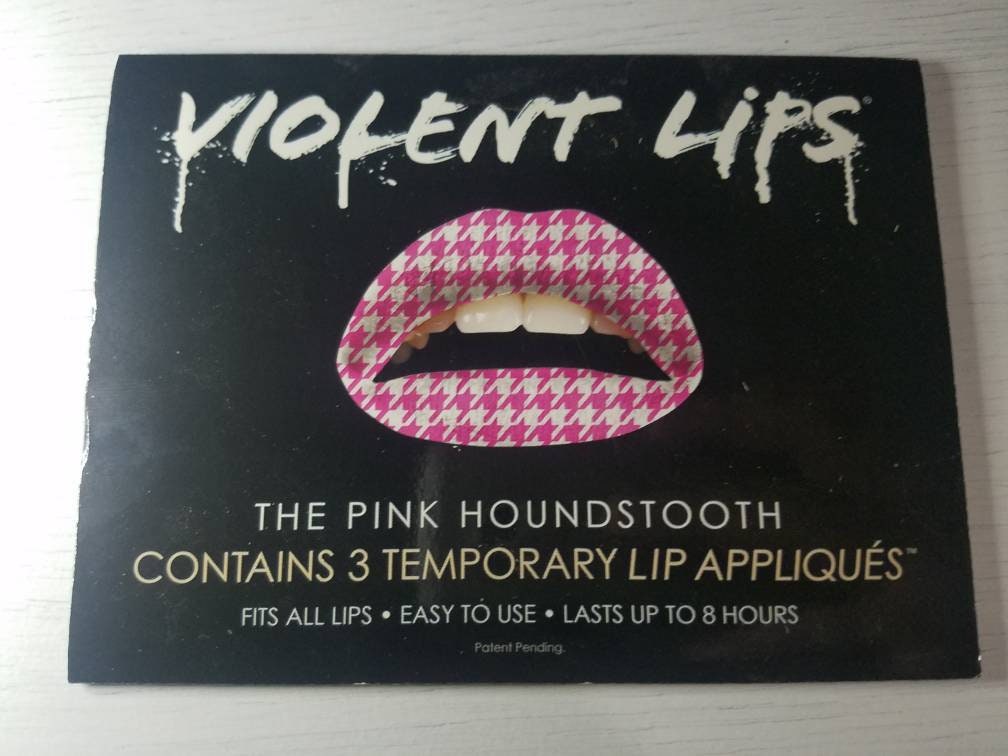 VIOLENT LiPS®
THE PINK HOUNDSTOOTH
CONTAINS 3 TEMPORARY LIP APPLIQUÉS™
FITS ALL LIPS • EASY TO USE • LASTS UP TO 8 HOURS
Patent Pending.